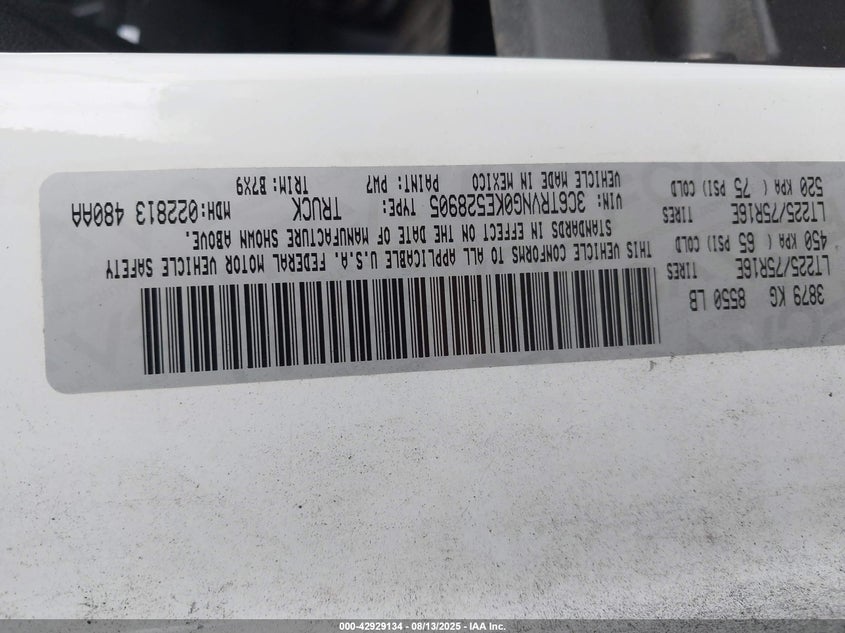 3879 KG 8550 LB
LT225/75R16E TIRES
450 KPA ( 65 PSI) COLD
LT225/75R16E TIRES
520 KPA ( 75 PSI) COLD
THIS VEHICLE CONFORMS TO ALL APPLICABLE U.S.A. FEDERAL MOTOR VEHICLE SAFETY
STANDARDS IN EFFECT ON THE DATE OF MANUFACTURE SHOWN ABOVE.
VIN: 3C6TRVNG0KE528905 TYPE: TRUCK MDH:022813 480AA
VEHICLE MADE IN MEXICO PAINT: PW7 TRIM: B7X9
000-42929134 - 08/13/2025 - IAA Inc.